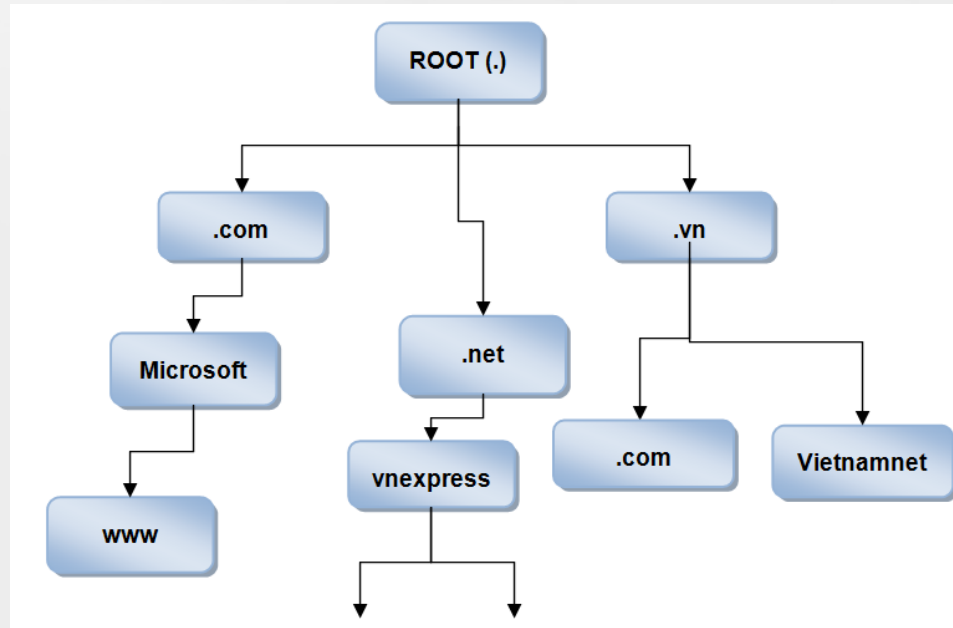 ROOT (.)
.com
.vn
Microsoft
.net
.com
Vietnamnet
vnexpress
www